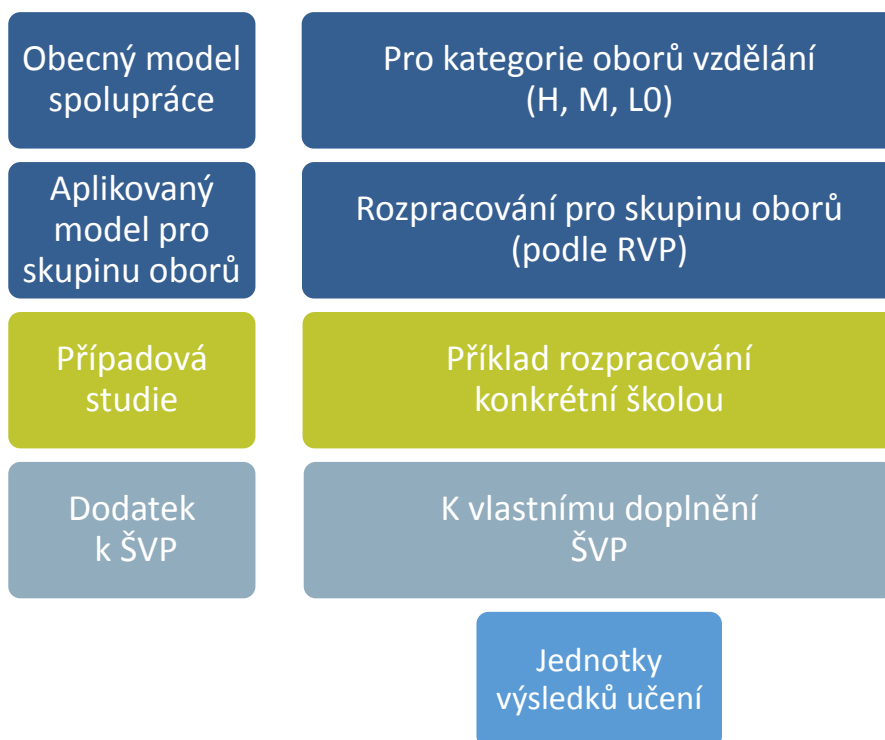 Obecný model
spolupráce
Pro kategorie oborů vzdělání
(H, M, L0)
Aplikovaný
model pro
skupinu oborů
Rozpracování pro skupinu oborů
(podle RVP)
Případová
studie
Příklad rozpracování
konkrétní školou
Dodatek
k ŠVP
K vlastnímu doplnění
ŠVP
Jednotky
výsledků učení